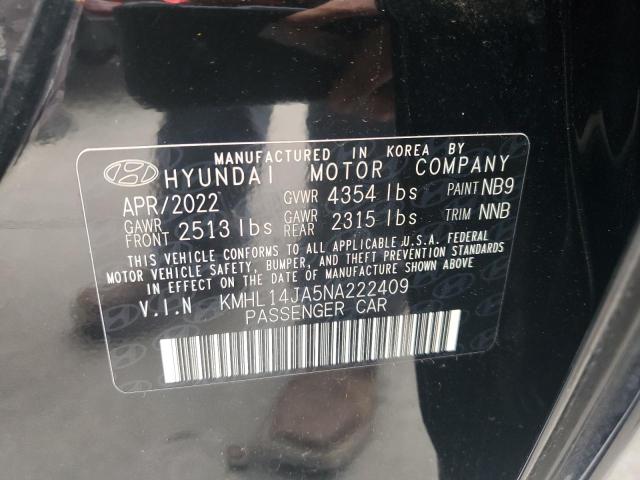 MANUFACTURED IN KOREA BY
HYUNDAI MOTOR COMPANY
APR/2022 GVWR 4354 lbs PAINT NB9
GAWR FRONT 2513 lbs GAWR REAR 2315 lbs TRIM NNB
THIS VEHICLE CONFORMS TO ALL APPLICABLE U.S.A. FEDERAL
MOTOR VEHICLE SAFETY, BUMPER, AND THEFT PREVENTION STANDARDS
IN EFFECT ON THE DATE OF MANUFACTURE SHOWN ABOVE.
V.I.N KMHL14JA5NA222409
PASSENGER CAR